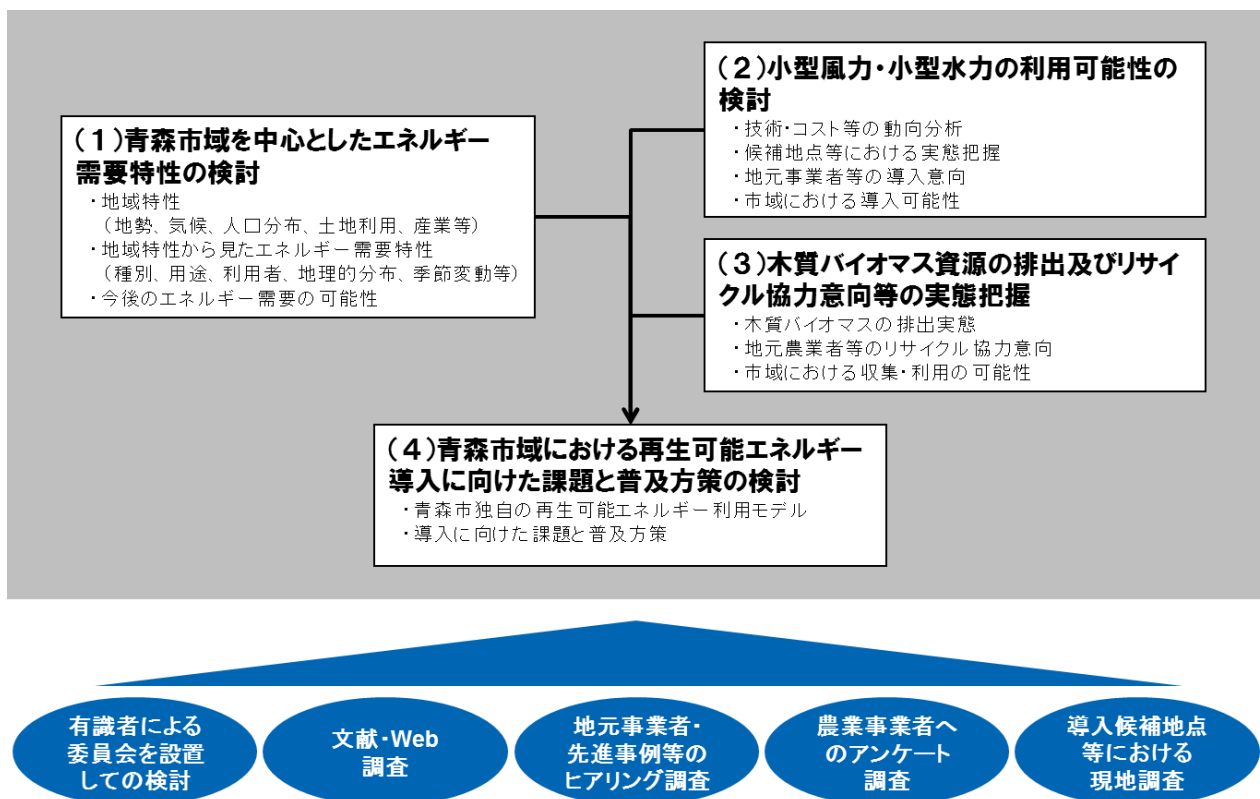 (1)青森市域を中心としたエネルギー
需要特性の検討
・地域特性
(地勢、気候、人口分布、土地利用、産業等)
・地域特性から見たエネルギー需要特性
(種別、用途、利用者、地理的分布、季節変動等)
・今後のエネルギー需要の可能性
(2)小型風力・小型水力の利用可能性の
検討
・技術・コスト等の動向分析
・候補地点等における実態把握
・地元事業者等の導入意向
・市域における導入可能性
(3)木質バイオマス資源の排出及びリサイ
クル協力意向等の実態把握
・木質バイオマスの排出実態
・地元農業者等のリサイクル協力意向
・市域における収集・利用の可能性
(4)青森市域における再生可能エネルギー
導入に向けた課題と普及方策の検討
・青森市独自の再生可能エネルギー利用モデル
・導入に向けた課題と普及方策
有識者による
委員会を設置
しての検討
文献・Web
調査
地元事業者・
先進事例等の
ヒアリング調査
農業事業者へ
のアンケート
調査
導入候補地点
等における
現地調査